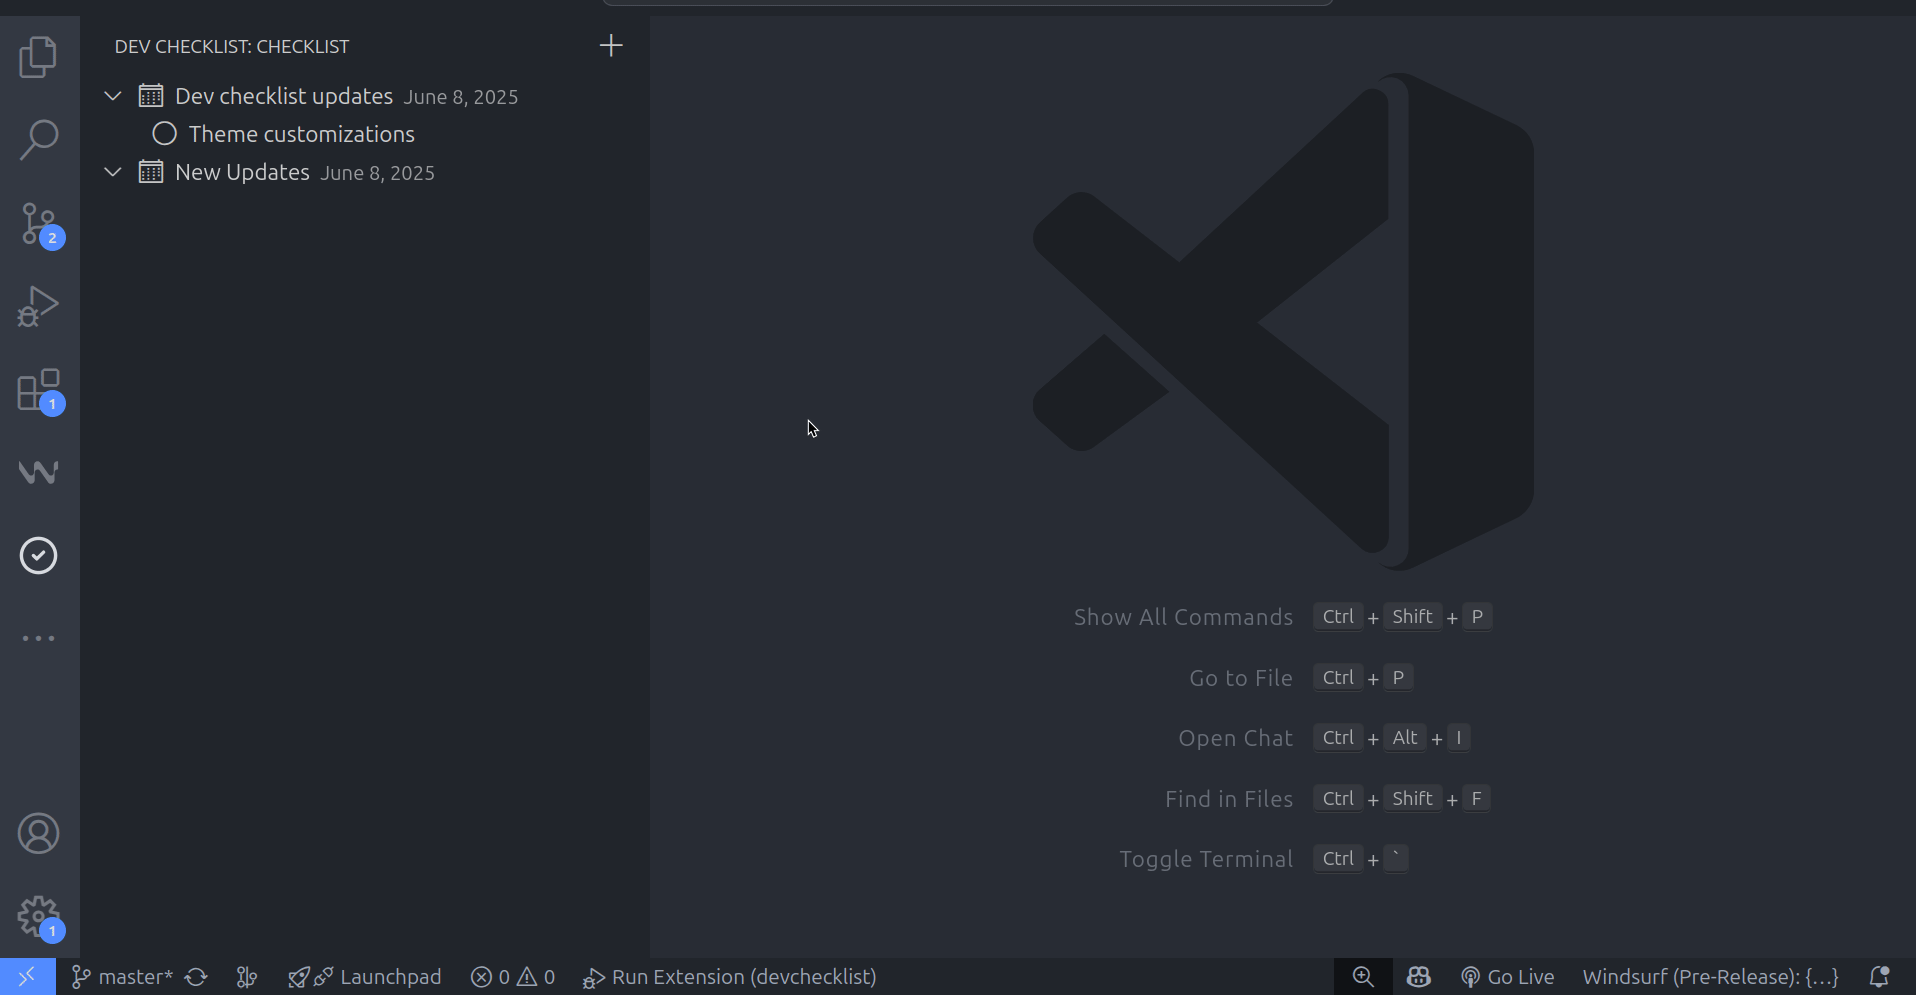 DEV CHECKLIST: CHECKLIST
Dev checklist updates June 8, 2025
Theme customizations
New Updates June 8, 2025
2
1
1
Show All Commands Ctrl + Shift + P
Go to File Ctrl + P
Open Chat Ctrl + Alt + I
Find in Files Ctrl + Shift + F
Toggle Terminal Ctrl + `
master* Launchpad 0 0 Run Extension (devchecklist) Go Live Windsurf (Pre-Release): {...}